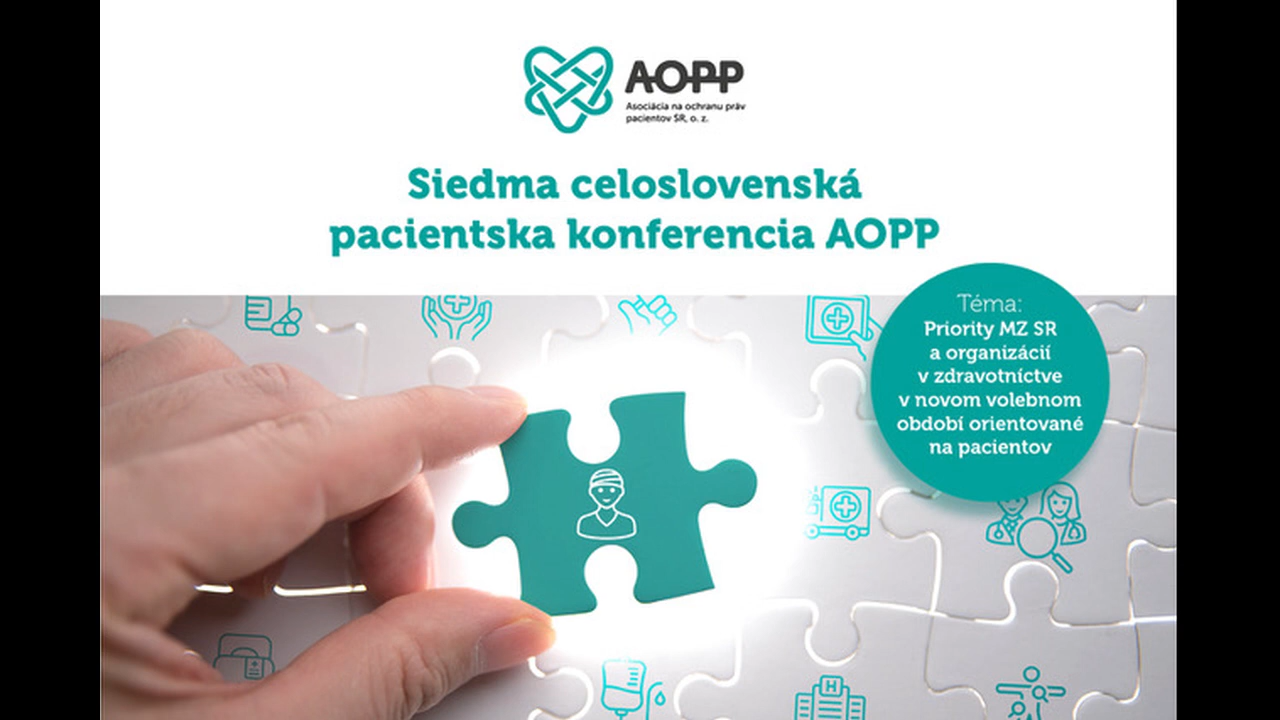 AOPP
Asociácia na ochranu práv
pacientov SR, o. z.
Siedma celoslovenská
pacientska konferencia AOPP
Téma:
Priority MZ SR
a organizácií
v zdravotníctve
v novom volebnom
období orientované
na pacientov
H